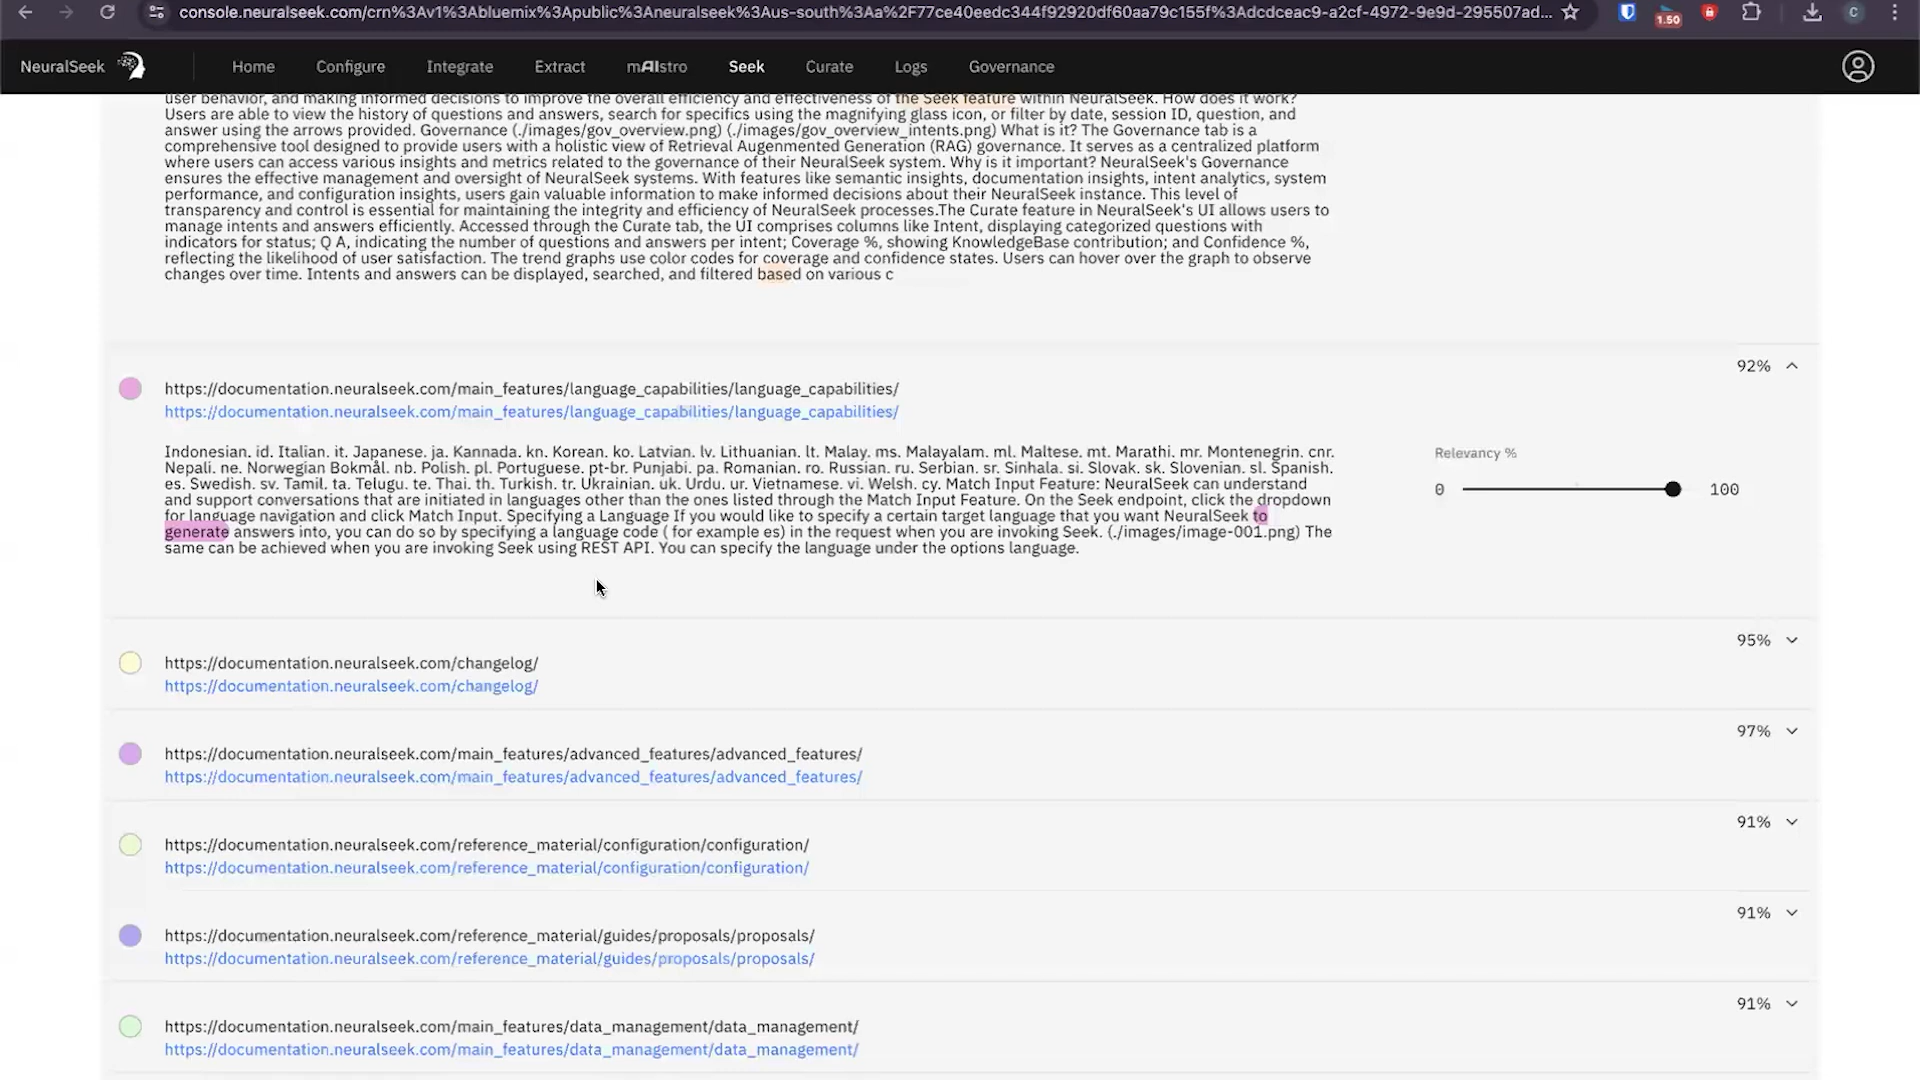 console.neuralseek.com/crn%3Av1%3Abluemix%3Apublic%3Aneuralseek%3Aus-south%3Aa%2F77ce40eedc344f92920df60aa79c155f%3Adcdceac9-a2cf-4972-9e9d-295507ad...
1.50
C
NeuralSeek
Home
Configure
Integrate
Extract
mAIstro
Seek
Curate
Logs
Governance
user behavior, and making informed decisions to improve the overall efficiency and effectiveness of the Seek feature within NeuralSeek. How does it work?
Users are able to view the history of questions and answers, search for specifics using the magnifying glass icon, or filter by date, session ID, question, and
answer using the arrows provided. Governance (./images/gov_overview.png) (./images/gov_overview_intents.png) What is it? The Governance tab is a
comprehensive tool designed to provide users with a holistic view of Retrieval Augenmented Generation (RAG) governance. It serves as a centralized platform
where users can access various insights and metrics related to the governance of their NeuralSeek system. Why is it important? NeuralSeek's Governance
ensures the effective management and oversight of NeuralSeek systems. With features like semantic insights, documentation insights, intent analytics, system
performance, and configuration insights, users gain valuable information to make informed decisions about their NeuralSeek instance. This level of
transparency and control is essential for maintaining the integrity and efficiency of NeuralSeek processes.The Curate feature in NeuralSeek's UI allows users to
manage intents and answers efficiently. Accessed through the Curate tab, the UI comprises columns like Intent, displaying categorized questions with
indicators for status; Q A, indicating the number of questions and answers per intent; Coverage %, showing KnowledgeBase contribution; and Confidence %,
reflecting the likelihood of user satisfaction. The trend graphs use color codes for coverage and confidence states. Users can hover over the graph to observe
changes over time. Intents and answers can be displayed, searched, and filtered based on various c
92%
https://documentation.neuralseek.com/main_features/language_capabilities/language_capabilities/
https://documentation.neuralseek.com/main_features/language_capabilities/language_capabilities/
Indonesian. id. Italian. it. Japanese. ja. Kannada. kn. Korean. ko. Latvian. lv. Lithuanian. lt. Malay. ms. Malayalam. ml. Maltese. mt. Marathi. mr. Montenegrin. cnr.
Nepali. ne. Norwegian Bokmål. nb. Polish. pl. Portuguese. pt-br. Punjabi. pa. Romanian. ro. Russian. ru. Serbian. sr. Sinhala. si. Slovak. sk. Slovenian. sl. Spanish.
es. Swedish. sv. Tamil. ta. Telugu. te. Thai. th. Turkish. tr. Ukrainian. uk. Urdu. ur. Vietnamese. vi. Welsh. cy. Match Input Feature: NeuralSeek can understand
and support conversations that are initiated in languages other than the ones listed through the Match Input Feature. On the Seek endpoint, click the dropdown
for language navigation and click Match Input. Specifying a Language If you would like to specify a certain target language that you want NeuralSeek to
generate answers into, you can do so by specifying a language code ( for example es) in the request when you are invoking Seek. (./images/image-001.png) The
same can be achieved when you are invoking Seek using REST API. You can specify the language under the options language.
Relevancy %
0
100
95%
https://documentation.neuralseek.com/changelog/
https://documentation.neuralseek.com/changelog/
97%
https://documentation.neuralseek.com/main_features/advanced_features/advanced_features/
https://documentation.neuralseek.com/main_features/advanced_features/advanced_features/
91%
https://documentation.neuralseek.com/reference_material/configuration/configuration/
https://documentation.neuralseek.com/reference_material/configuration/configuration/
91%
https://documentation.neuralseek.com/reference_material/guides/proposals/proposals/
https://documentation.neuralseek.com/reference_material/guides/proposals/proposals/
91%
https://documentation.neuralseek.com/main_features/data_management/data_management/
https://documentation.neuralseek.com/main_features/data_management/data_management/